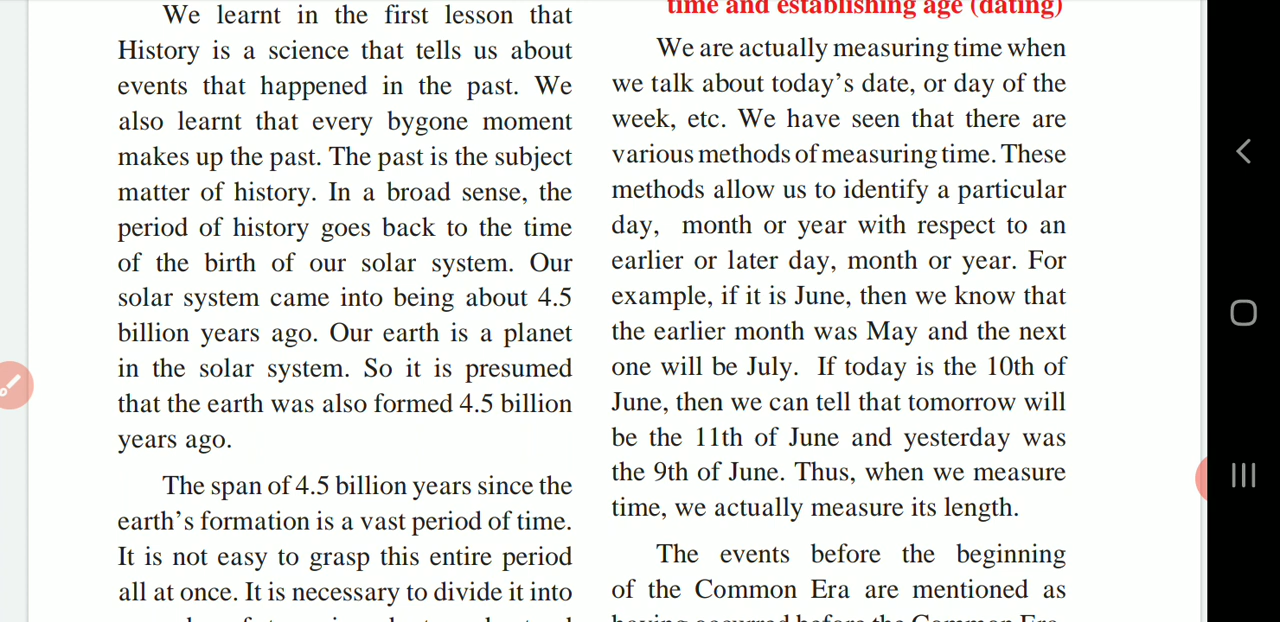 We learnt in the first lesson that
History is a science that tells us about
events that happened in the past. We
also learnt that every bygone moment
makes up the past. The past is the subject
matter of history. In a broad sense, the
period of history goes back to the time
of the birth of our solar system. Our
solar system came into being about 4.5
billion years ago. Our earth is a planet
in the solar system. So it is presumed
that the earth was also formed 4.5 billion
years ago.
The span of 4.5 billion years since the
earth's formation is a vast period of time.
It is not easy to grasp this entire period
all at once. It is necessary to divide it into
time and establishing age (dating)
We are actually measuring time when
we talk about today's date, or day of the
week, etc. We have seen that there are
various methods of measuring time. These
methods allow us to identify a particular
day, month or year with respect to an
earlier or later day, month or year. For
example, if it is June, then we know that
the earlier month was May and the next
one will be July. If today is the 10th of
June, then we can tell that tomorrow will
be the 11th of June and yesterday was
the 9th of June. Thus, when we measure
time, we actually measure its length.
The events before the beginning
of the Common Era are mentioned as
having occurred before the Common Era